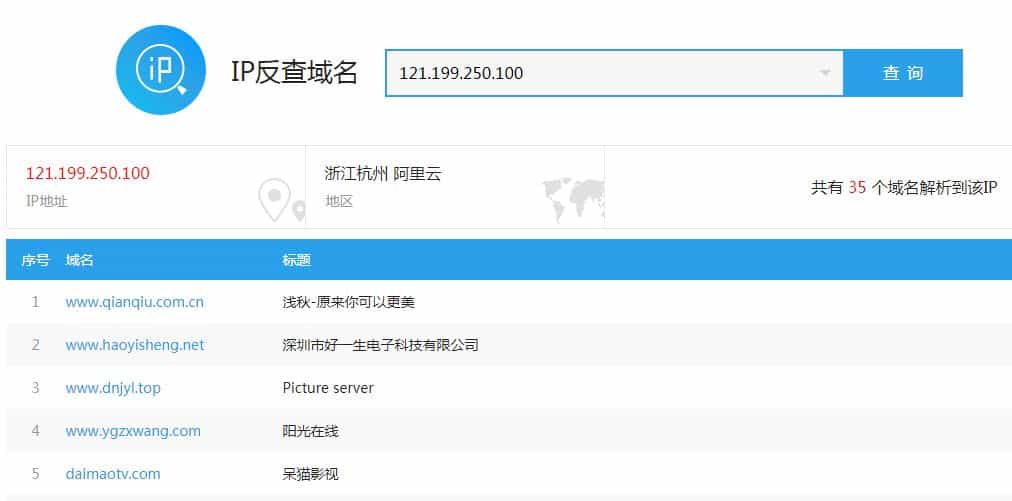 iP
IP反查域名
121.199.250.100
查 询
121.199.250.100
IP地址
浙江杭州 阿里云
地区
共有 35 个域名解析到该IP
序号 域名 标题
1 www.qianqiu.com.cn 浅秋-原来你可以更美
2 www.haoyisheng.net 深圳市好一生电子科技有限公司
3 www.dnjyl.top Picture server
4 www.ygzxwang.com 阳光在线
5 daimaotv.com 呆猫影视